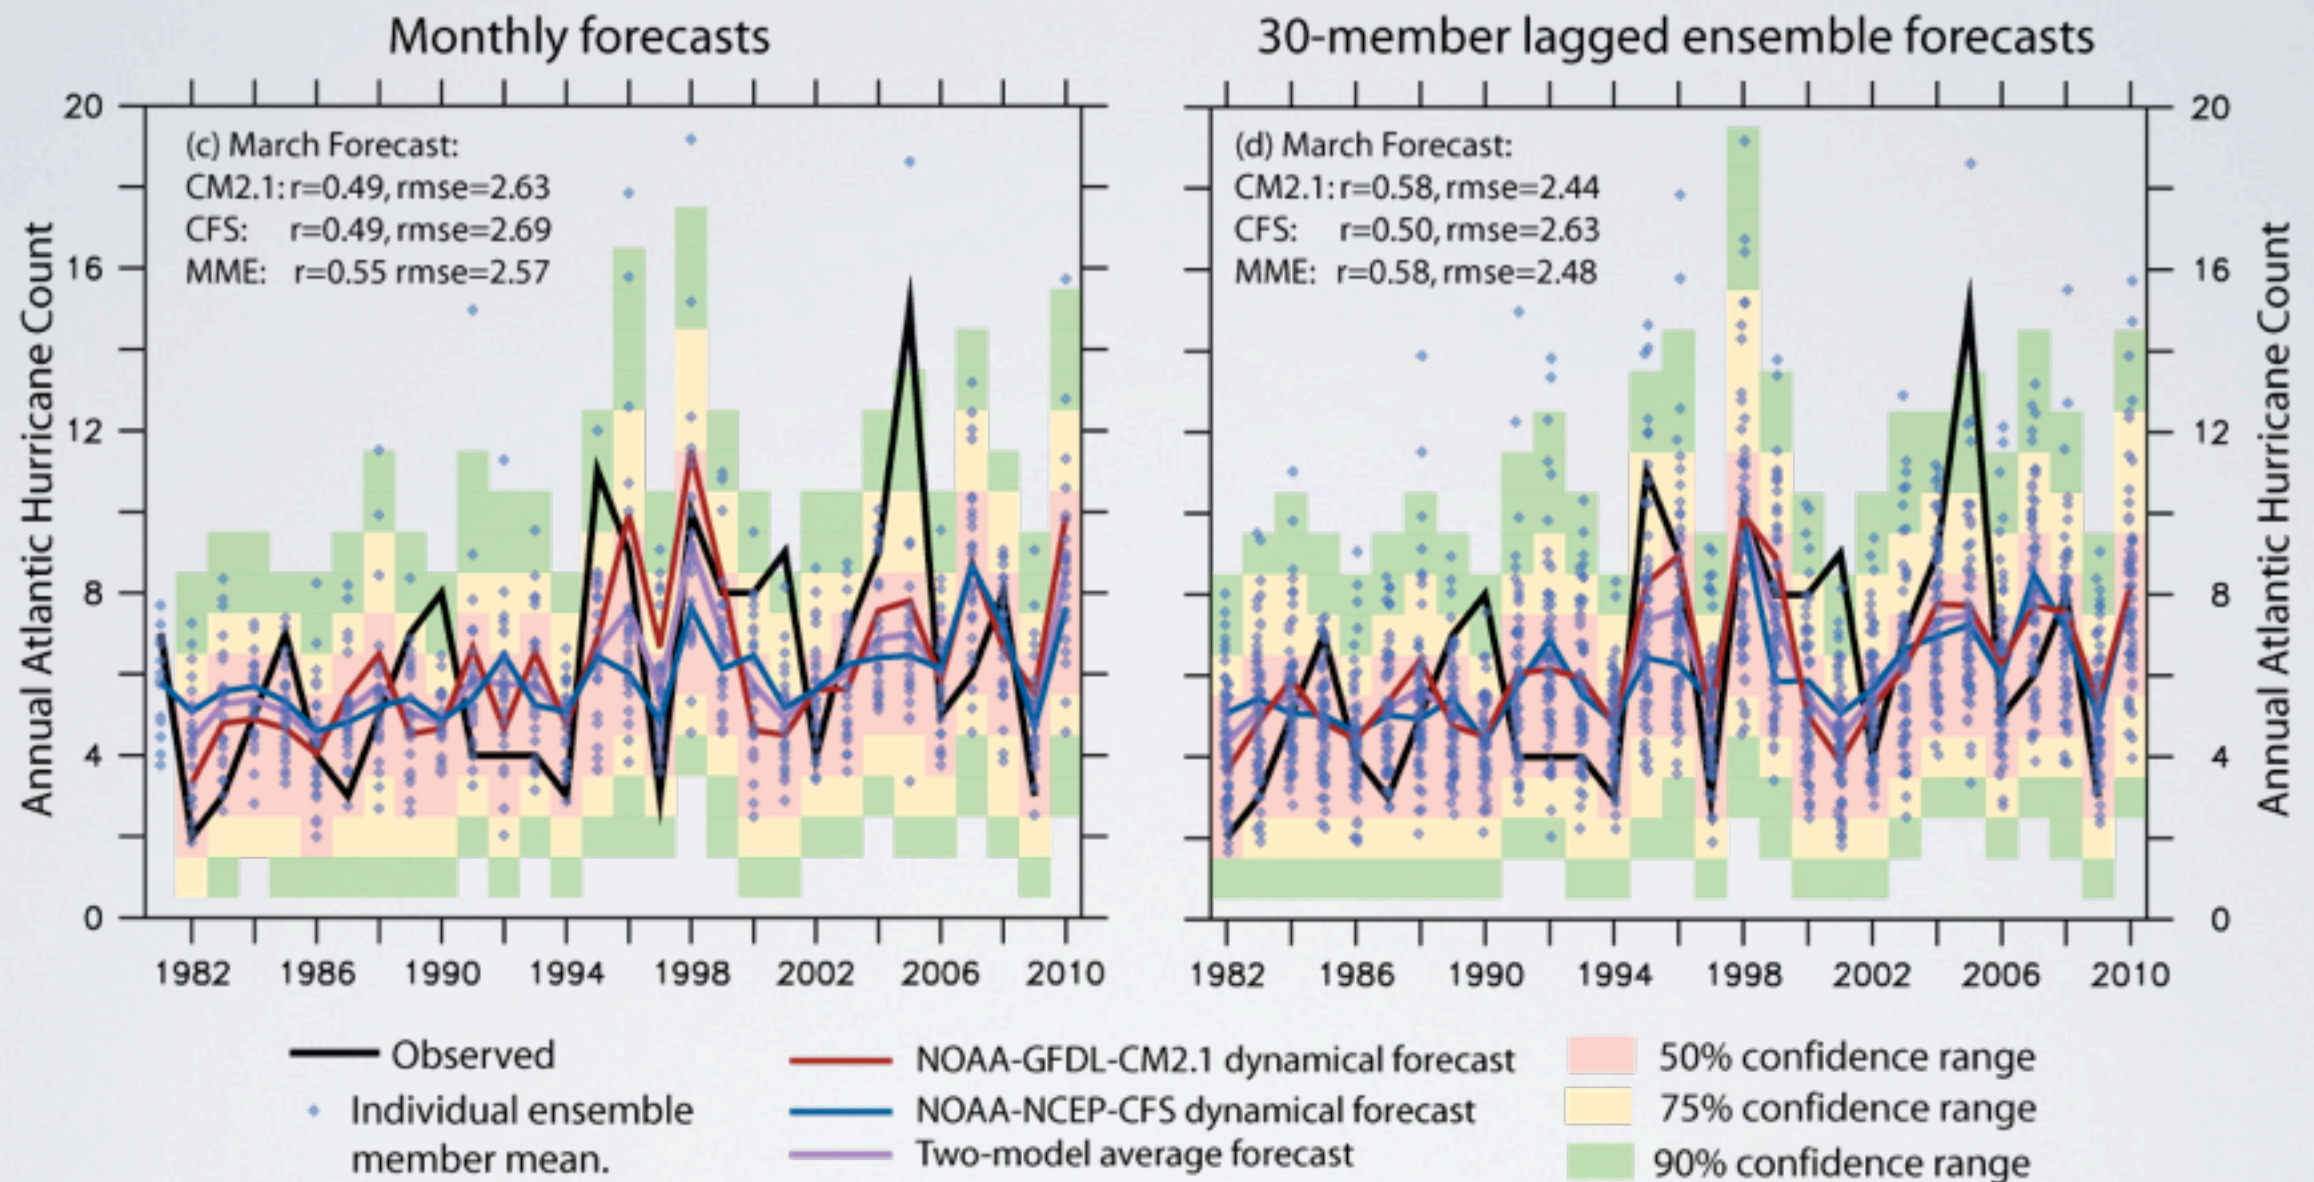 Monthly forecasts
30-member lagged ensemble forecasts
(c) March Forecast:
CM2.1: r=0.49, rmse=2.63
CFS: r=0.49, rmse=2.69
MME: r=0.55 rmse=2.57
(d) March Forecast:
CM2.1: r=0.58, rmse=2.44
CFS: r=0.50, rmse=2.63
MME: r=0.58, rmse=2.48
Annual Atlantic Hurricane Count
20
16
12
8
4
0
1982 1986 1990 1994 1998 2002 2006 2010
1982 1986 1990 1994 1998 2002 2006 2010
20
16
12
8
4
0
Annual Atlantic Hurricane Count
Observed
Individual ensemble
member mean.
NOAA-GFDL-CM2.1 dynamical forecast
NOAA-NCEP-CFS dynamical forecast
Two-model average forecast
50% confidence range
75% confidence range
90% confidence range